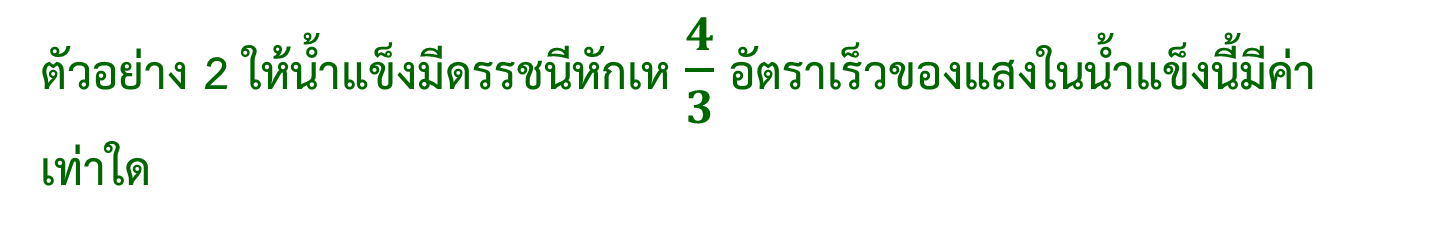 ตัวอย่าง 2 ให้น้ำแข็งมีดรรชนีหักเห 4/3 อัตราเร็วของแสงในน้ำแข็งนี้มีค่า
เท่าใด